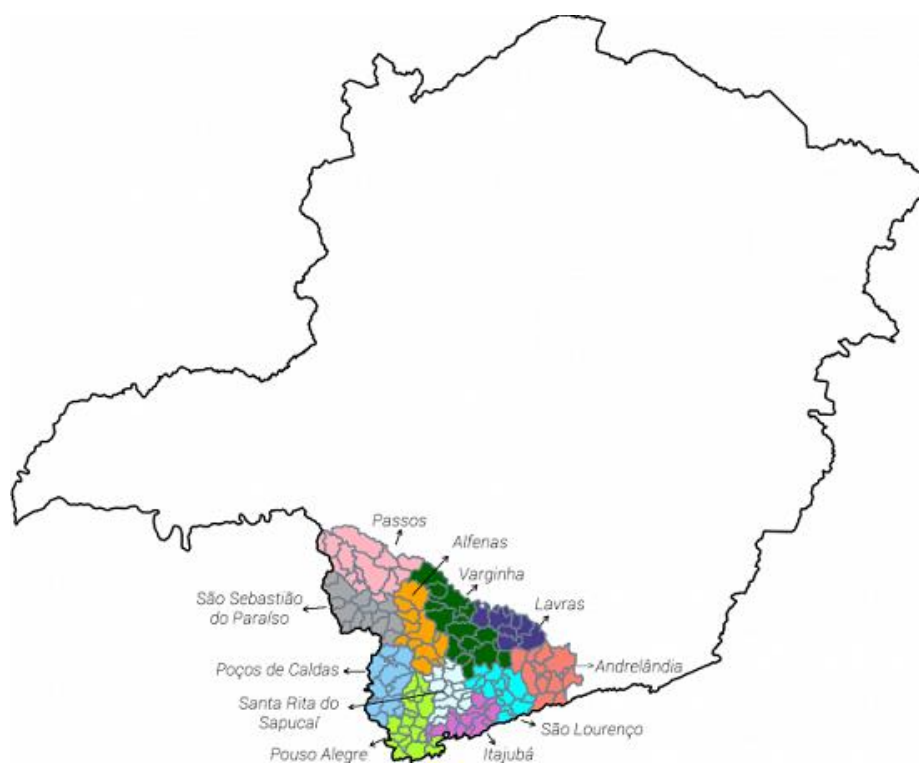 Passos
Alfenas
Varginha
São Sebastião
do Paraíso
Lavras
Poços de Caldas
Andrelândia
Santa Rita do
Sapucaí
São Lourenço
Pouso Alegre
Itajubá